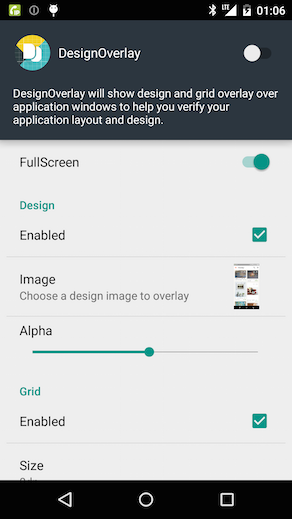 LTE 01:06
DesignOverlay
DesignOverlay will show design and grid overlay over
application windows to help you verify your
application layout and design.
FullScreen
Design
Enabled
Image
Choose a design image to overlay
Alpha
Grid
Enabled
Size